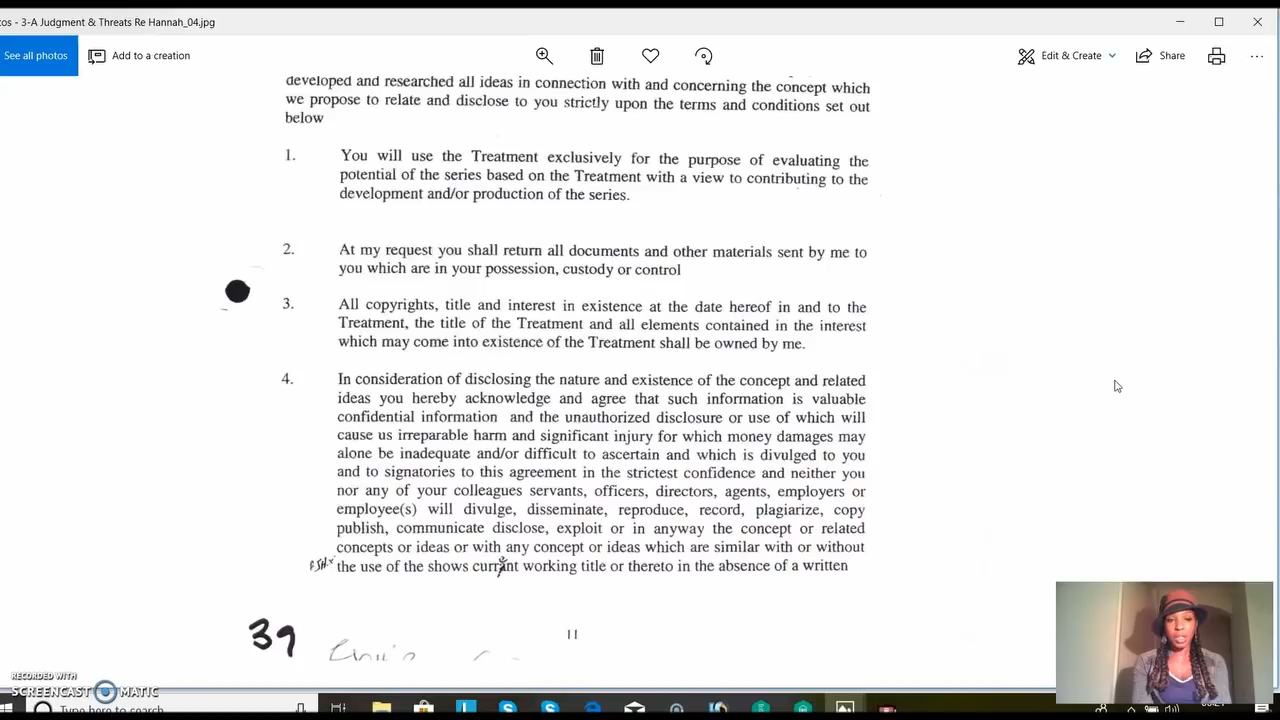 os - 3-A Judgment & Threats Re Hannah_04.jpg
See all photos
Add to a creation
Edit & Create
Share
developed and researched all ideas in connection with and concerning the concept which
we propose to relate and disclose to you strictly upon the terms and conditions set out
below
1. You will use the Treatment exclusively for the purpose of evaluating the
potential of the series based on the Treatment with a view to contributing to the
development and/or production of the series.
2. At my request you shall return all documents and other materials sent by me to
you which are in your possession, custody or control
3. All copyrights, title and interest in existence at the date hereof in and to the
Treatment, the title of the Treatment and all elements contained in the interest
which may come into existence of the Treatment shall be owned by me.
4. In consideration of disclosing the nature and existence of the concept and related
ideas you hereby acknowledge and agree that such information is valuable
confidential information and the unauthorized disclosure or use of which will
cause us irreparable harm and significant injury for which money damages may
alone be inadequate and/or difficult to ascertain and which is divulged to you
and to signatories to this agreement in the strictest confidence and neither you
nor any of your colleagues servants, officers, directors, agents, employers or
employee(s) will divulge, disseminate, reproduce, record, plagiarize, copy
publish, communicate disclose, exploit or in anyway the concept or related
concepts or ideas or with any concept or ideas which are similar with or without
the use of the shows currant working title or thereto in the absence of a written
39
11
RECORDED WITH
SCREENCAST MATIC
Type here to search